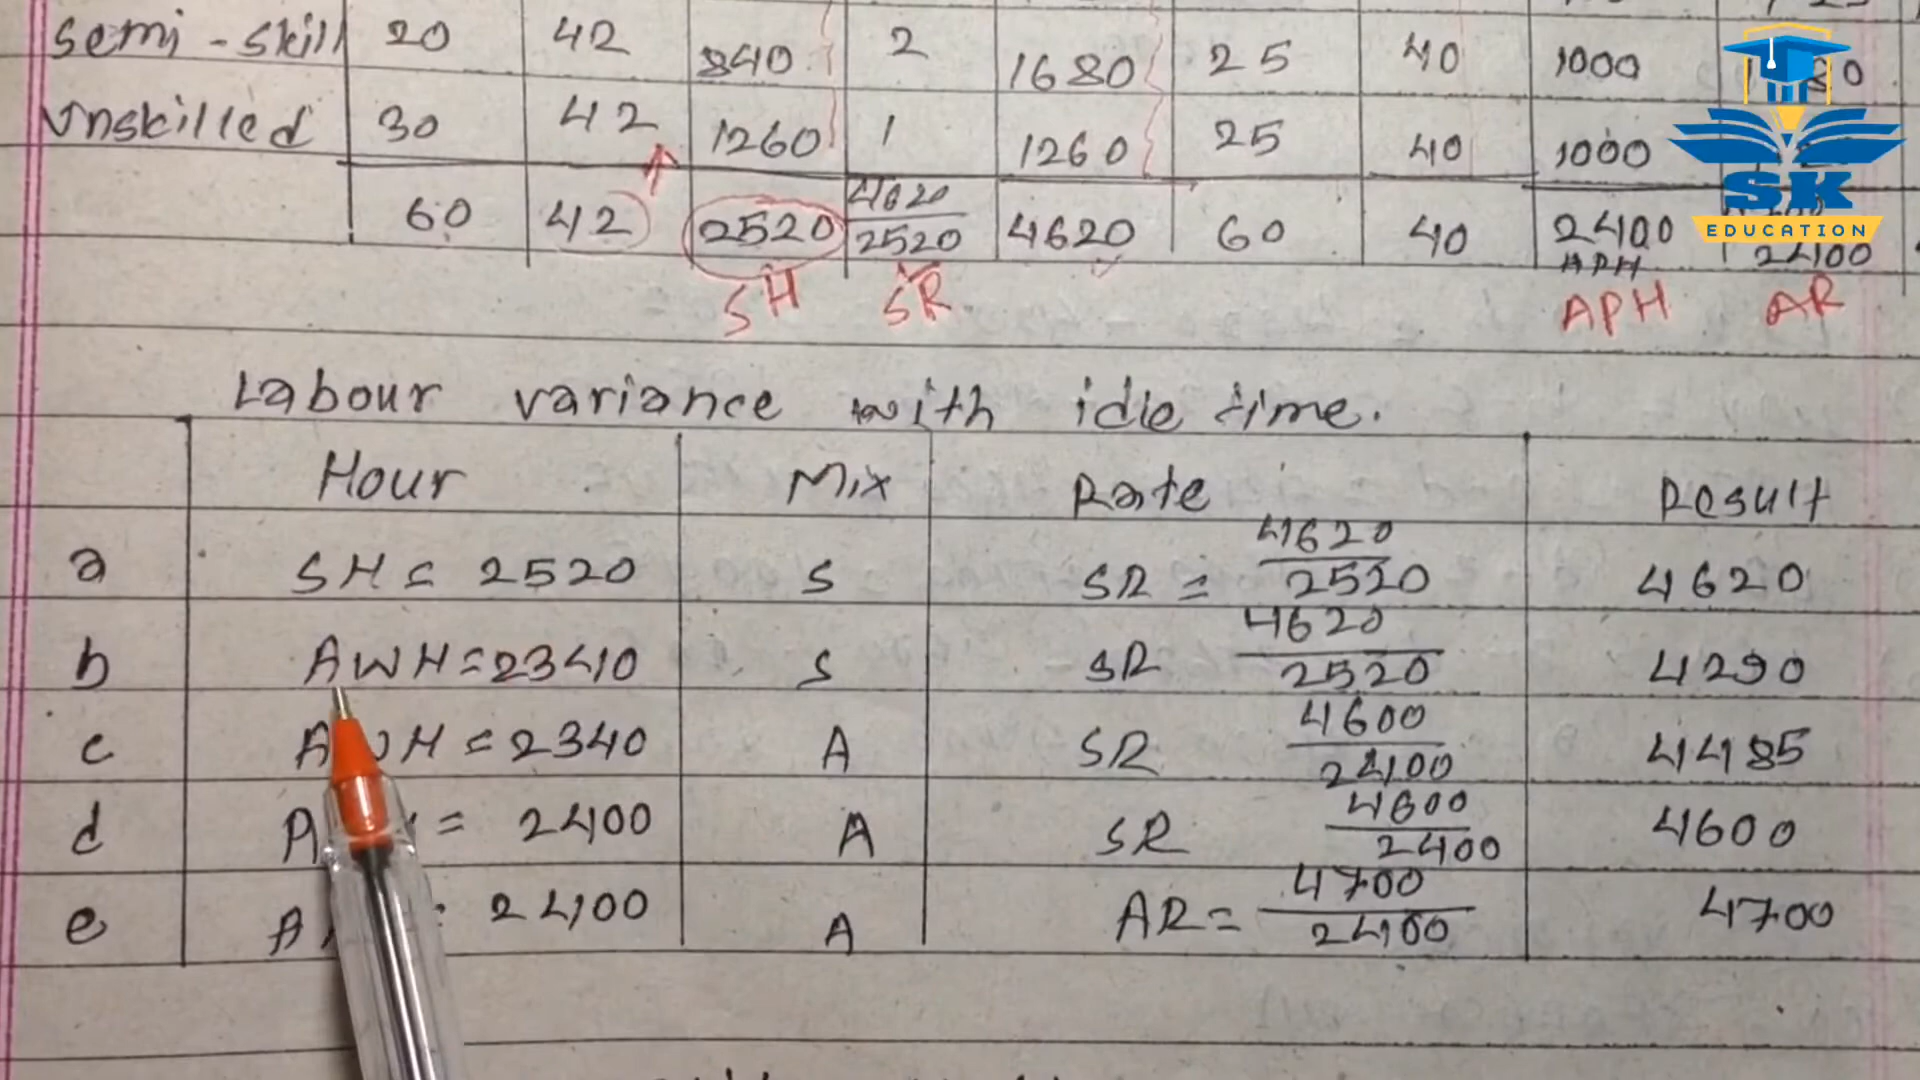 Semi-skill 20 42 840 2 1680 25 40 1000
Unskilled 30 42 1260 1 1260 25 40 1000
60 42 2520 4620/2520 4620 60 40 2400 2400
APH
SH SR APH AR
SK
EDUCATION
Labour variance with idle time.
Hour Mix Rate Result
a SH = 2520 S SR = 4620/2520 4620
b AWH = 2340 S SR 4620/2520 4290
c AWH = 2340 A SR 4600/2400 4485
d = 2400 A SR 4600/2400 4600
e 2400 A AR = 4700/2400 4700